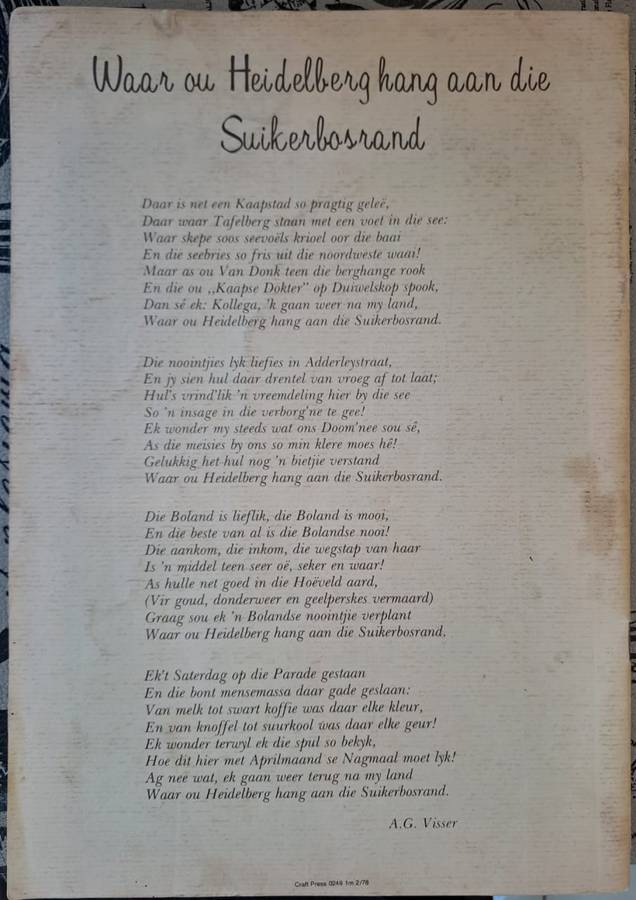 Waar ou Heidelberg hang aan die
Suikerbosrand
Daar is net een Kaapstad so pragtig geleë,
Daar waar Tafelberg staan met een voet in die see:
Waar skepe soos seevoëls krioel oor die baai
En die seebries so fris uit die noordweste waai!
Maar as ou Van Donk teen die berghange rook
En die ou ,,Kaapse Dokter" op Duiwelskop spook,
Dan sê ek: Kollega, 'k gaan weer na my land,
Waar ou Heidelberg hang aan die Suikerbosrand.
Die nooientjies lyk liefies in Adderleystraat,
En jy sien hul daar drentel van vroeg af tot laat;
Hul's vrind'lik 'n vreemdeling hier by die see
So 'n insage in die verborg'ne te gee!
Ek wonder my steeds wat ons Doom'nee sou sê,
As die meisies by ons so min klere moes hê!
Gelukkig het hul nog 'n bietjie verstand
Waar ou Heidelberg hang aan die Suikerbosrand.
Die Boland is lieflik, die Boland is mooi,
En die beste van al is die Bolandse nooi!
Die aankom, die inkom, die wegstap van haar
Is 'n middel teen seer oë, seker en waar!
As hulle net goed in die Hoëveld aard,
(Vir goud, donderweer en geelperskes vermaard)
Graag sou ek 'n Bolandse noointjie verplant
Waar ou Heidelberg hang aan die Suikerbosrand,
Ek't Saterdag op die Parade gestaan
En die bont mensemassa daar gade geslaan:
Van melk tot swart koffie was daar elke kleur,
En van knoffel tot suurkool was daar elke geur!
Ek wonder terwyl ek die spul so bekyk,
Hoe dit hier met Aprilmaand se Nagmaal moet lyk!
Ag nee wat, ek gaan weer terug na my land
Waar ou Heidelberg hang aan die Suikerbosrand.
A.G. Visser
Craft Press 0249 1m 2/78